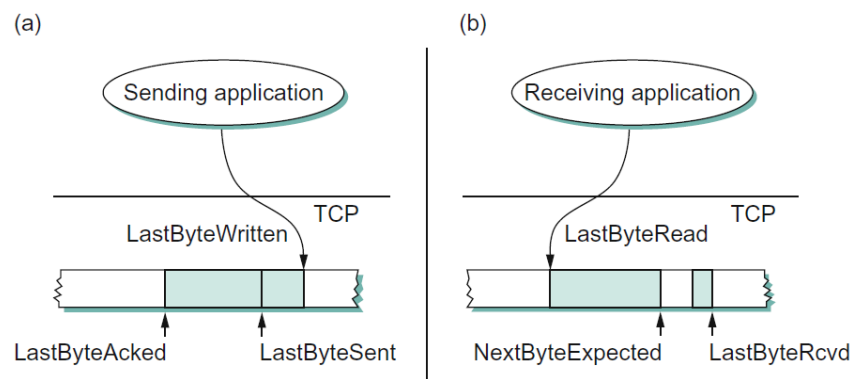 (a)
Sending application
TCP
LastByteWritten
LastByteAcked
LastByteSent
(b)
Receiving application
TCP
LastByteRead
NextByteExpected
LastByteRcvd